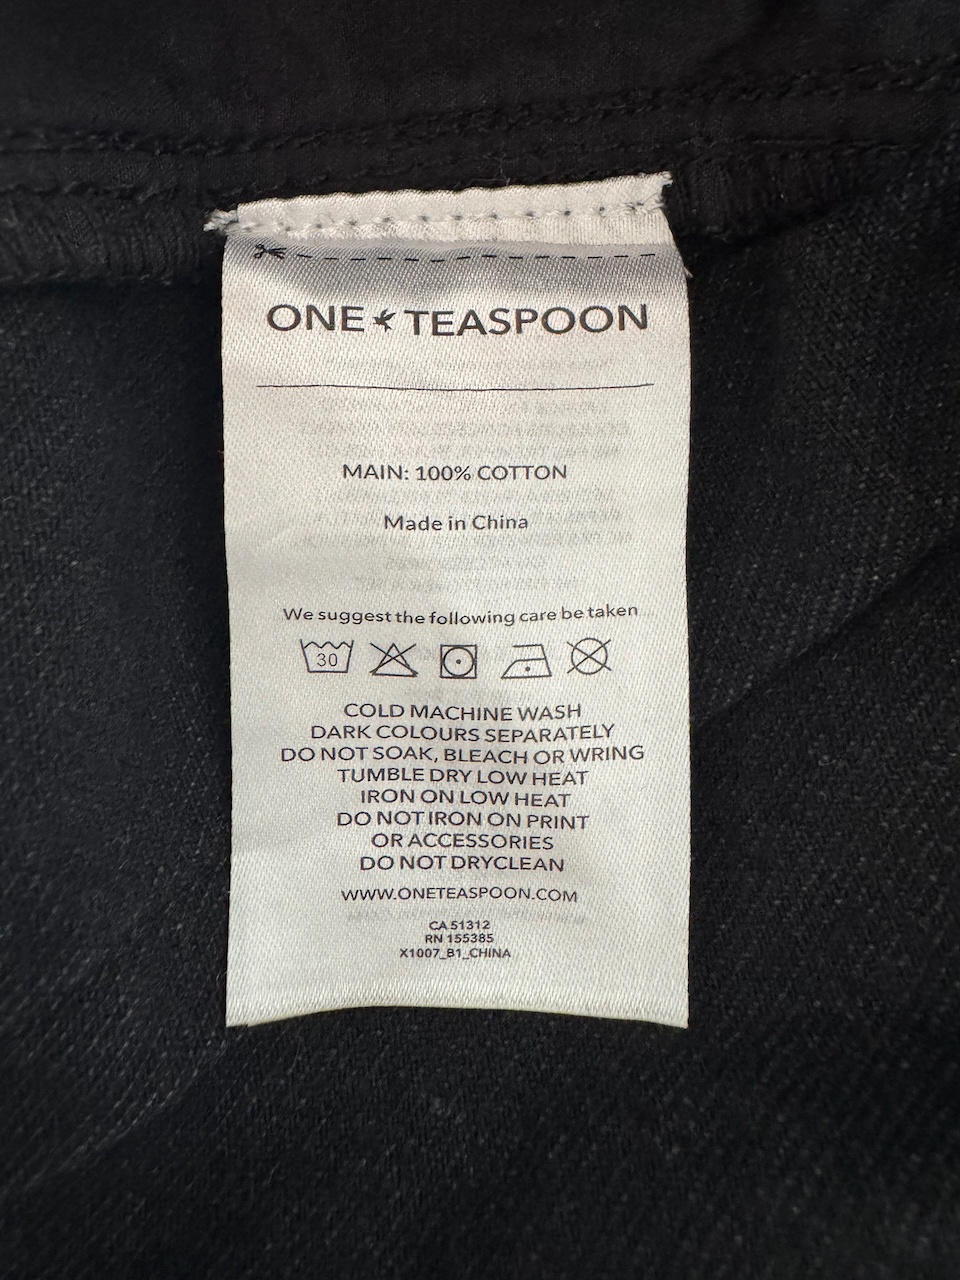 ONE TEASPOON
MAIN: 100% COTTON
Made in China
We suggest the following care be taken
30
COLD MACHINE WASH
DARK COLOURS SEPARATELY
DO NOT SOAK, BLEACH OR WRING
TUMBLE DRY LOW HEAT
IRON ON LOW HEAT
DO NOT IRON ON PRINT
OR ACCESSORIES
DO NOT DRYCLEAN
WWW.ONETEASPOON.COM
CA 51312
RN 155385
X1007_B1_CHINA